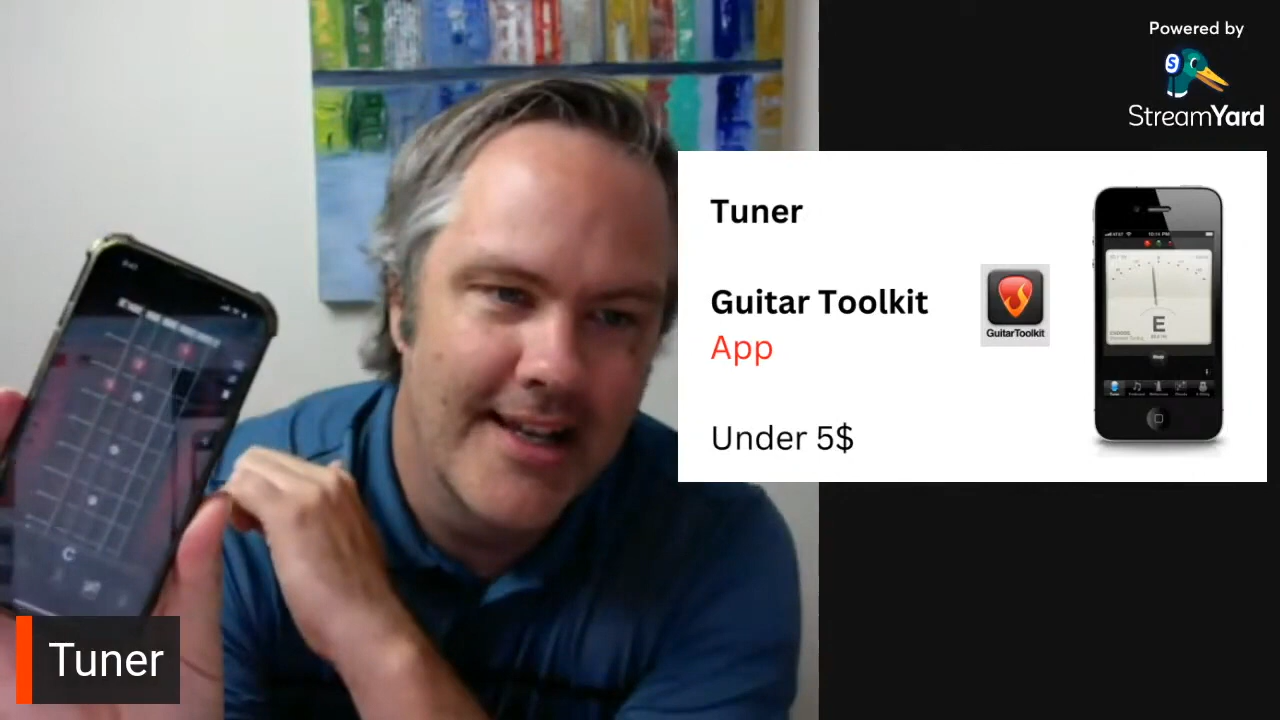 Powered by
StreamYard
Tuner
Guitar Toolkit
App
Under 5$
GuitarToolkit
E
C
Tuner